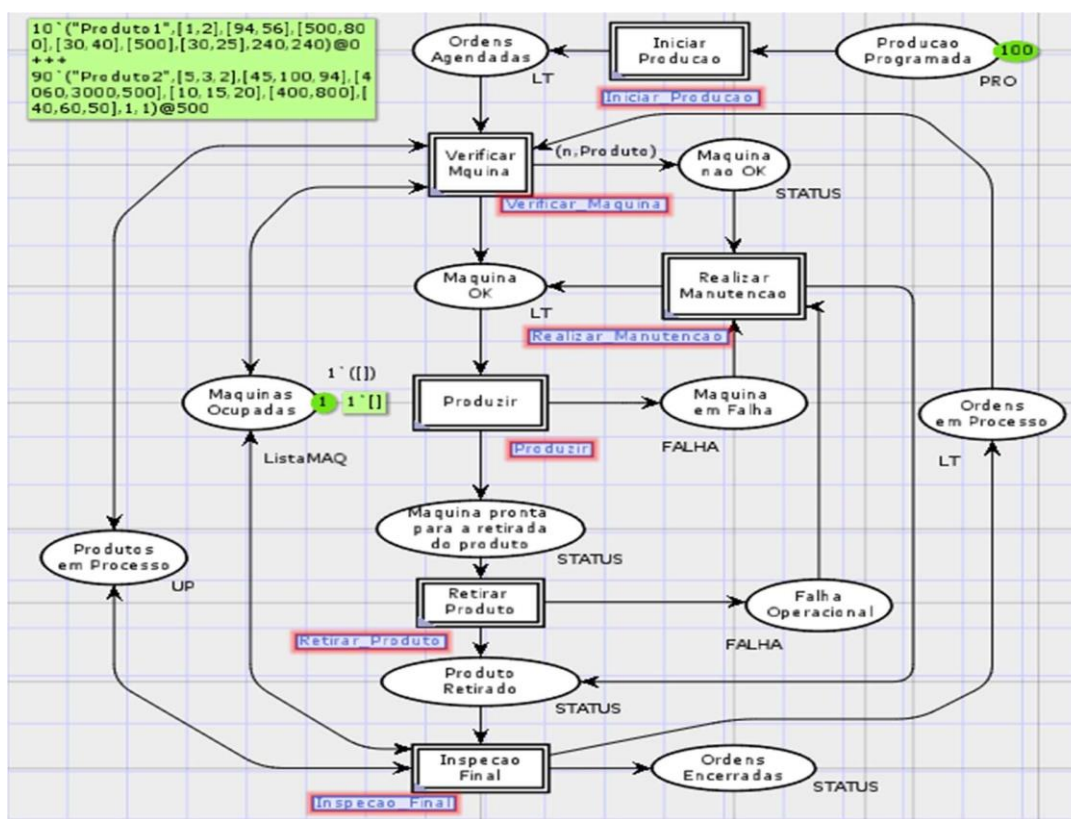 10`("Produto1",[1,2],[94,56],[500,80
0],[30,40],[500],[30,25],240,240)@0
+++
90`("Produto2",[5,3,2],[45,100,94],[4
060,3000,500],[10,15,20],[400,800],[
40,60,50],1,1)@500
Ordens
Agendadas
LT
Iniciar
Producao
Iniciar_Producao
Producao
Programada
100
PRO
Verificar
Mquina
(n,Produto)
Verificar_Maquina
Maquina
nao OK
STATUS
Maquina
OK
LT
Realizar
Manutencao
Realizar_Manutencao
1`([])
Maquinas
Ocupadas
1
1`[]
ListaMAQ
Produzir
Produzir
Maquina
em Falha
FALHA
Ordens
em Processo
LT
Maquina pronta
para a retirada
do produto
STATUS
Produtos
em Processo
UP
Retirar
Produto
Retirar_Produto
Falha
Operacional
FALHA
Produto
Retirado
STATUS
Inspecao
Final
Inspecao_Final
Ordens
Encerradas
STATUS